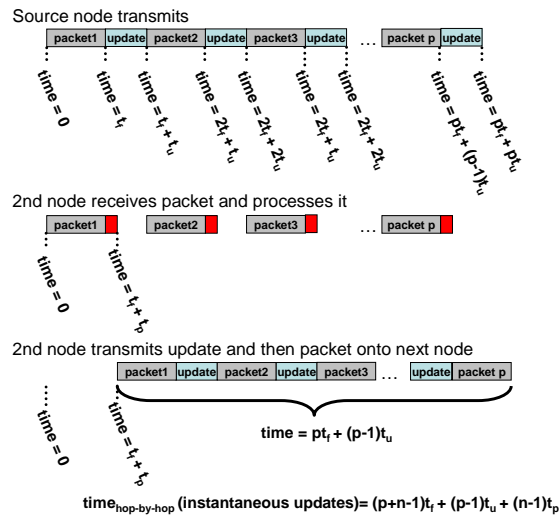 Source node transmits
packet1 update packet2 update packet3 update … packet p update
time = 0
time = tf
time = tf + tu
time = 2tf + tu
time = 2tf + 2tu
time = 2tf + tu
time = 2tf + 2tu
time = ptf + (p-1)tu
time = ptf + ptu
2nd node receives packet and processes it
packet1 packet2 packet3 … packet p
time = 0
time = tf + tp
2nd node transmits update and then packet onto next node
packet1 update packet2 update packet3 … update packet p
time = 0
time = tf + tp
time = ptf + (p-1)tu
timehop-by-hop (instantaneous updates)= (p+n-1)tf + (p-1)tu + (n-1)tp